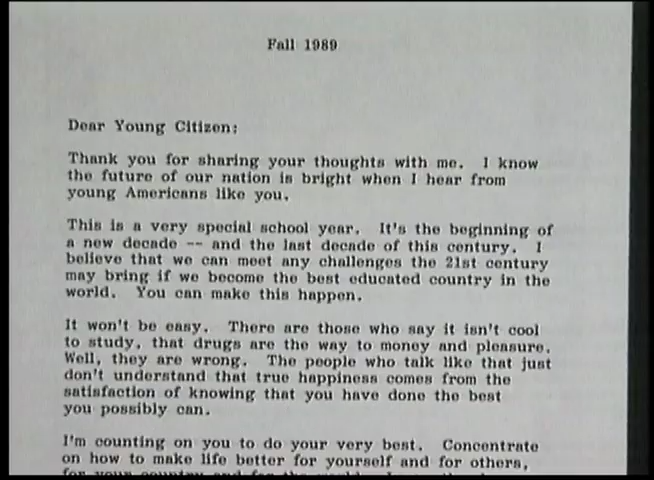 Fall 1989
Dear Young Citizen:
Thank you for sharing your thoughts with me. I know
the future of our nation is bright when I hear from
young Americans like you.
This is a very special school year. It's the beginning of
a new decade -- and the last decade of this century. I
believe that we can meet any challenges the 21st century
may bring if we become the best educated country in the
world. You can make this happen.
It won't be easy. There are those who say it isn't cool
to study, that drugs are the way to money and pleasure.
Well, they are wrong. The people who talk like that just
don't understand that true happiness comes from the
satisfaction of knowing that you have done the best
you possibly can.
I'm counting on you to do your very best. Concentrate
on how to make life better for yourself and for others,
for your country and for the world.